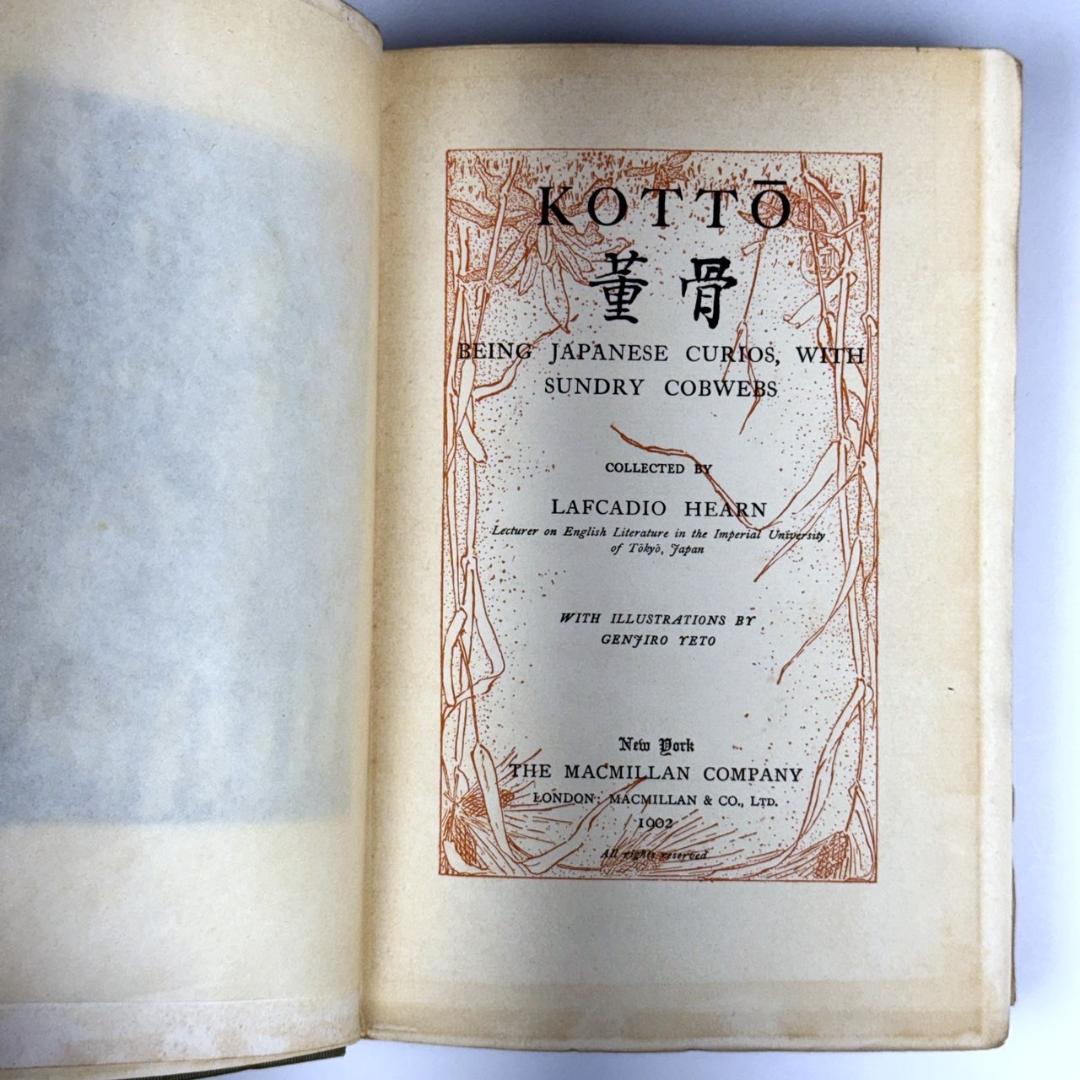 KOTTŌ
董骨
BEING JAPANESE CURIOS, WITH
SUNDRY COBWEBS
COLLECTED BY
LAFCADIO HEARN
Lecturer on English Literature in the Imperial University
of Tōkyō, Japan
WITH ILLUSTRATIONS BY
GENJIRO YETO
New York
THE MACMILLAN COMPANY
LONDON: MACMILLAN & CO., LTD.
1902
All rights reserved